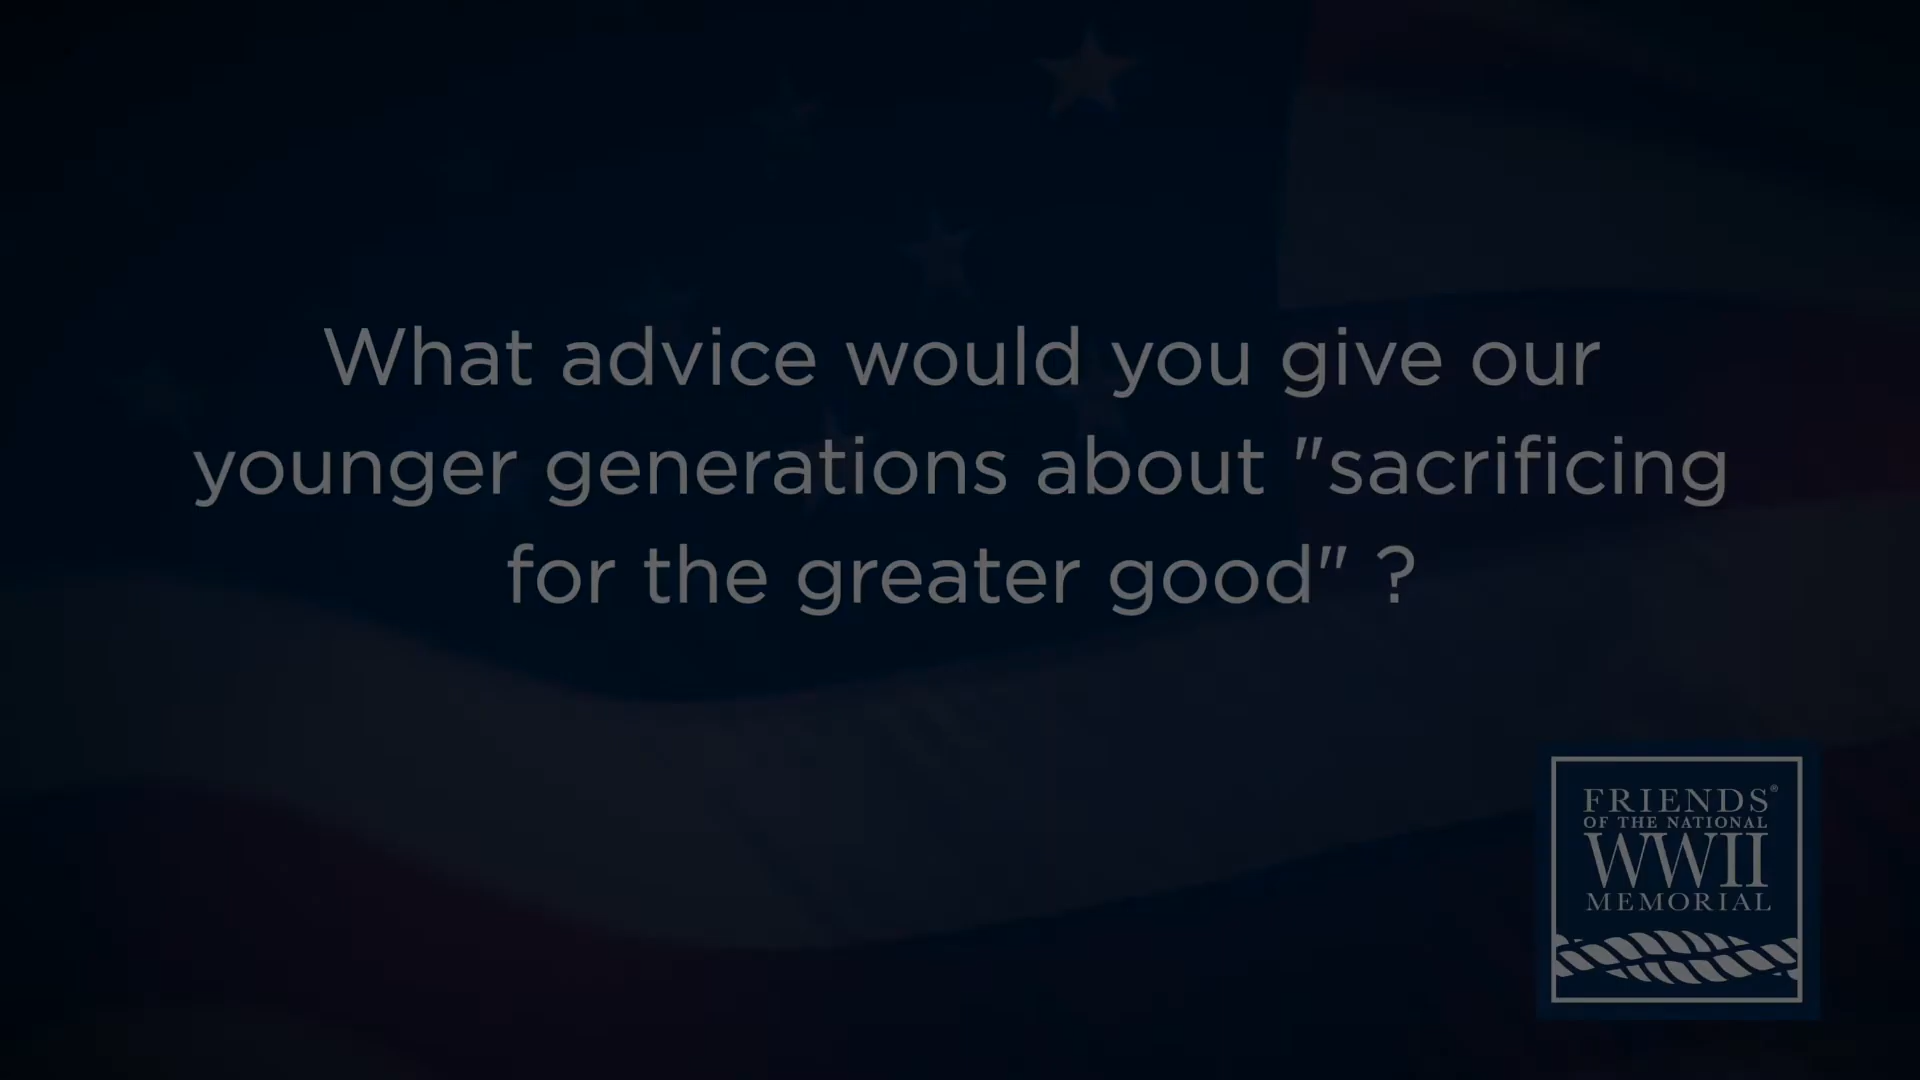 What advice would you give our
younger generations about "sacrificing
for the greater good" ?
FRIENDS®
OF THE NATIONAL
WWII
MEMORIAL